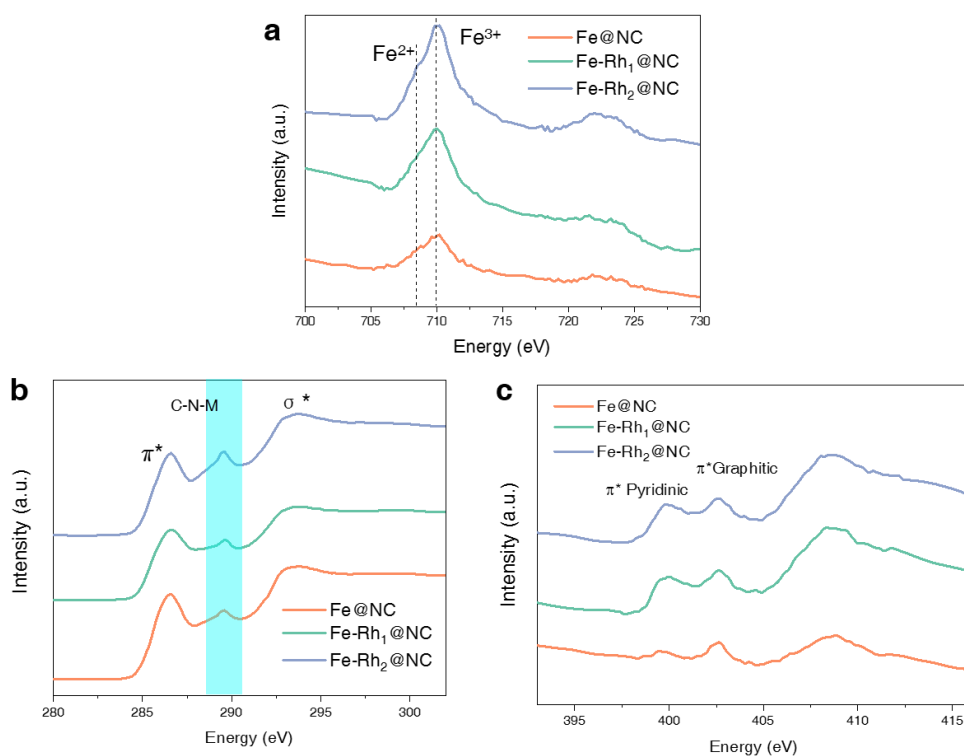 a
Fe²⁺
Fe³⁺
Fe@NC
Fe-Rh₁@NC
Fe-Rh₂@NC
Intensity (a.u.)
700 705 710 715 720 725 730
Energy (eV)
b
C-N-M
π*
σ *
Fe@NC
Fe-Rh₁@NC
Fe-Rh₂@NC
Intensity (a.u.)
280 285 290 295 300
Energy (eV)
c
Fe@NC
Fe-Rh₁@NC
Fe-Rh₂@NC
π*Graphitic
π* Pyridinic
Intensity (a.u.)
395 400 405 410 415
Energy (eV)